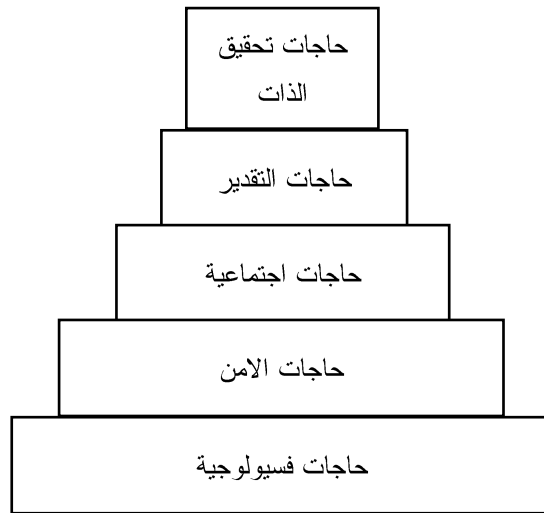 حاجات تحقيق
الذات
حاجات التقدير
حاجات اجتماعية
حاجات الامن
حاجات فسيولوجية